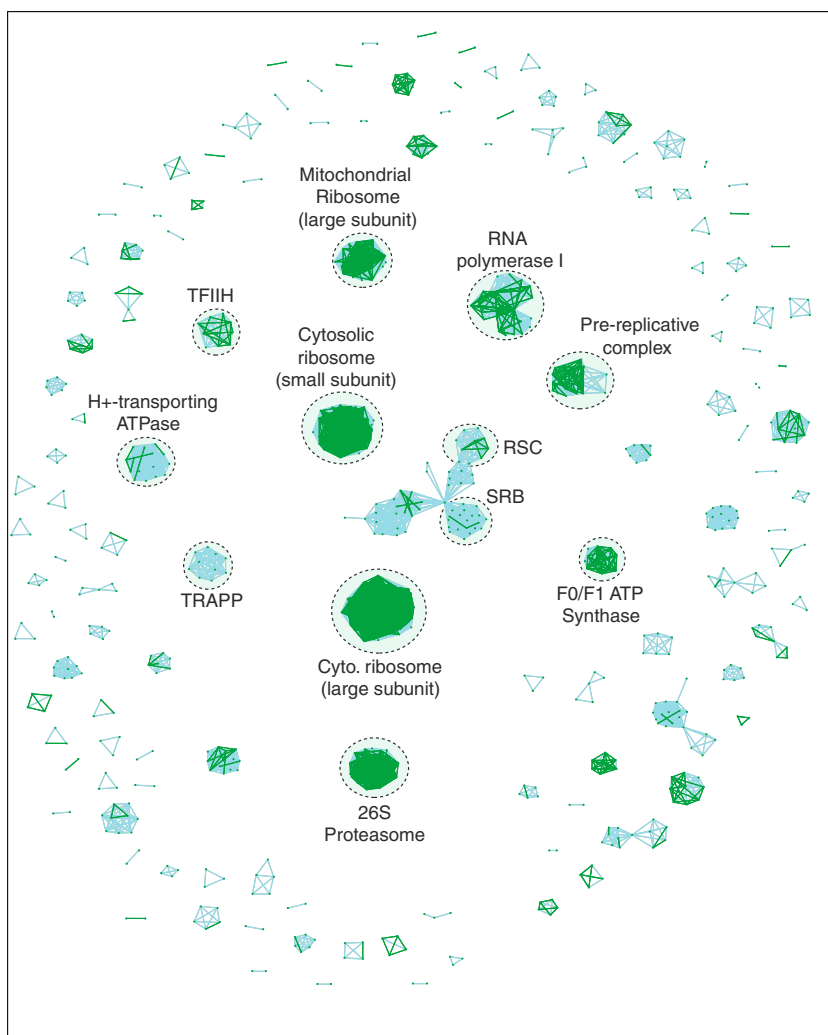 Mitochondrial
Ribosome
(large subunit)
RNA
polymerase I
TFIIH
Cytosolic
ribosome
(small subunit)
Pre-replicative
complex
H+-transporting
ATPase
RSC
SRB
TRAPP
F0/F1 ATP
Synthase
Cyto. ribosome
(large subunit)
26S
Proteasome